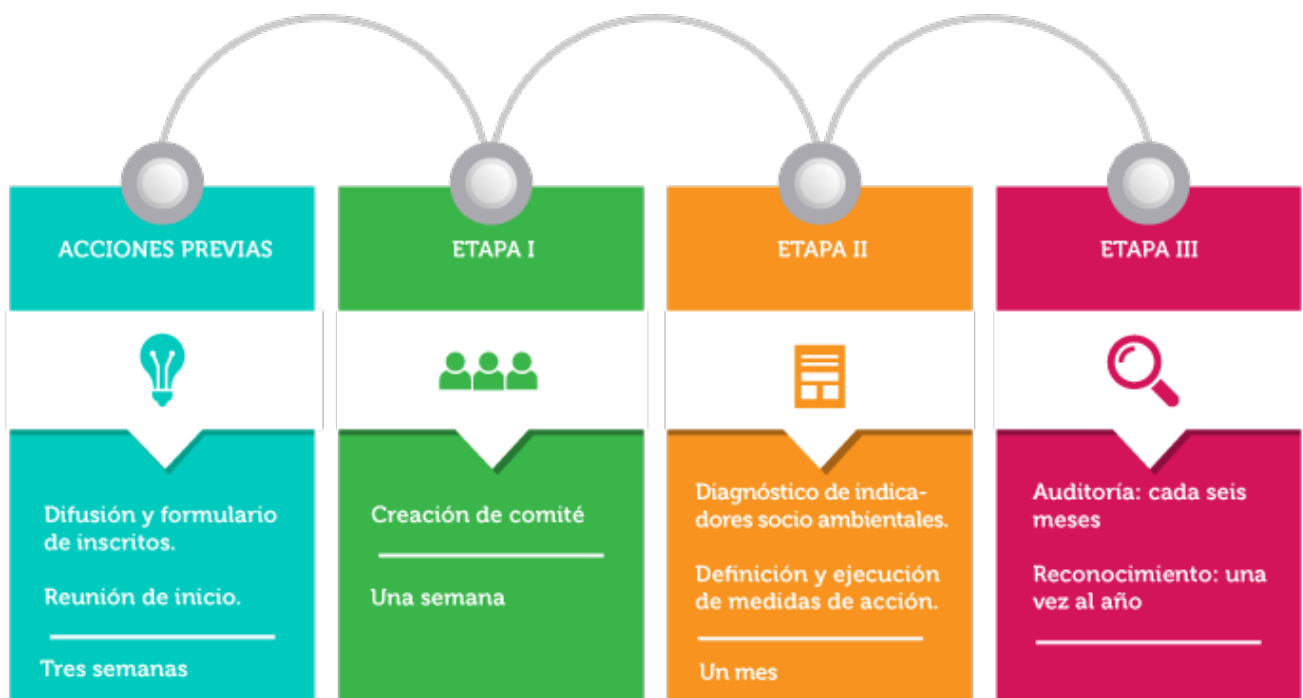 ACCIONES PREVIAS
Difusión y formulario
de inscritos.
Reunión de inicio.
Tres semanas
ETAPA I
Creación de comité
Una semana
ETAPA II
Diagnóstico de indica-
dores socio ambientales.
Definición y ejecución
de medidas de acción.
Un mes
ETAPA III
Auditoría: cada seis
meses
Reconocimiento: una
vez al año